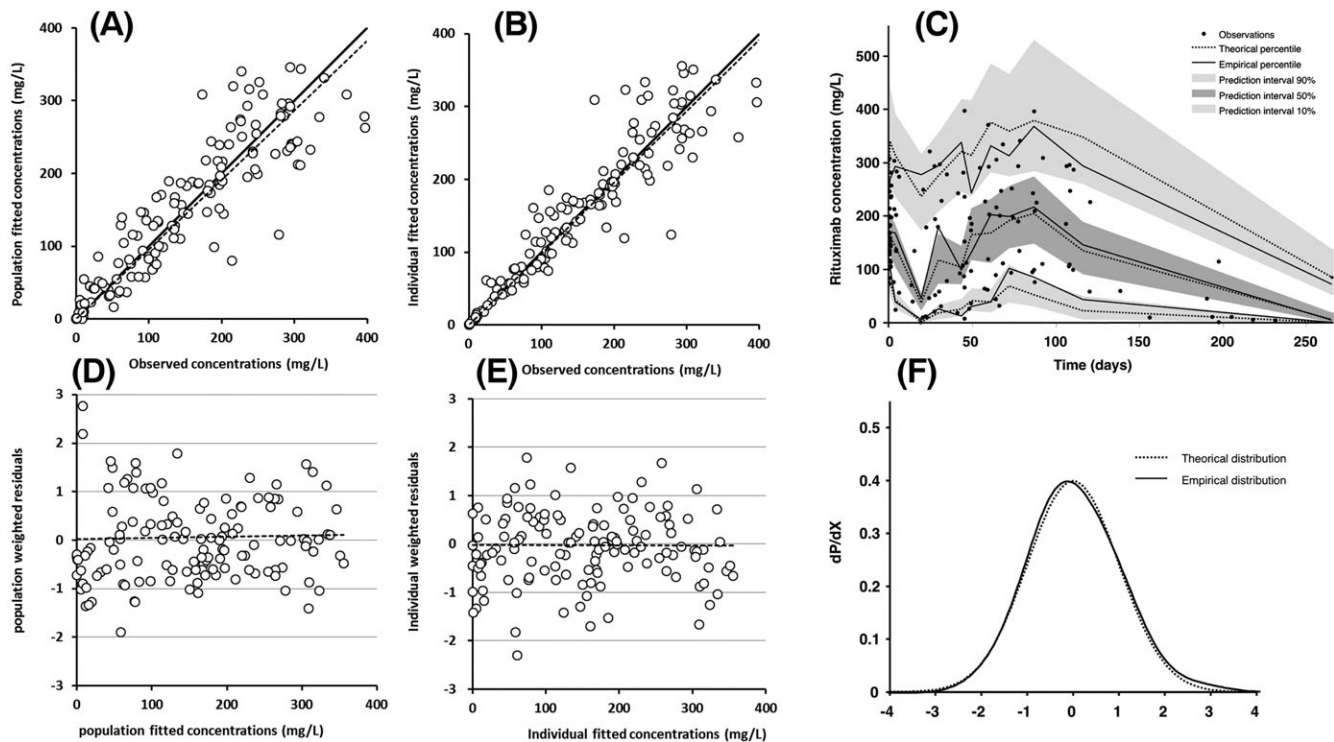 (A)
Population fitted concentrations (mg/L)
400
300
200
100
0
0 100 200 300 400
Observed concentrations (mg/L)
(B)
Individual fitted concentrations (mg/L)
400
300
200
100
0
0 100 200 300 400
Observed concentrations (mg/L)
(C)
Rituximab concentration (mg/L)
600
500
400
300
200
100
0
0 50 100 150 200 250
Time (days)
Observations
Theorical percentile
Empirical percentile
Prediction interval 90%
Prediction interval 50%
Prediction interval 10%
(D)
population weighted residuals
3
2
1
0
-1
-2
-3
0 100 200 300 400
population fitted concentrations (mg/L)
(E)
Individual weighted residuals
3
2
1
0
-1
-2
-3
0 100 200 300 400
Individual fitted concentrations (mg/L)
(F)
dP/dX
0.5
0.4
0.3
0.2
0.1
0
-4 -3 -2 -1 0 1 2 3 4
Theorical distribution
Empirical distribution